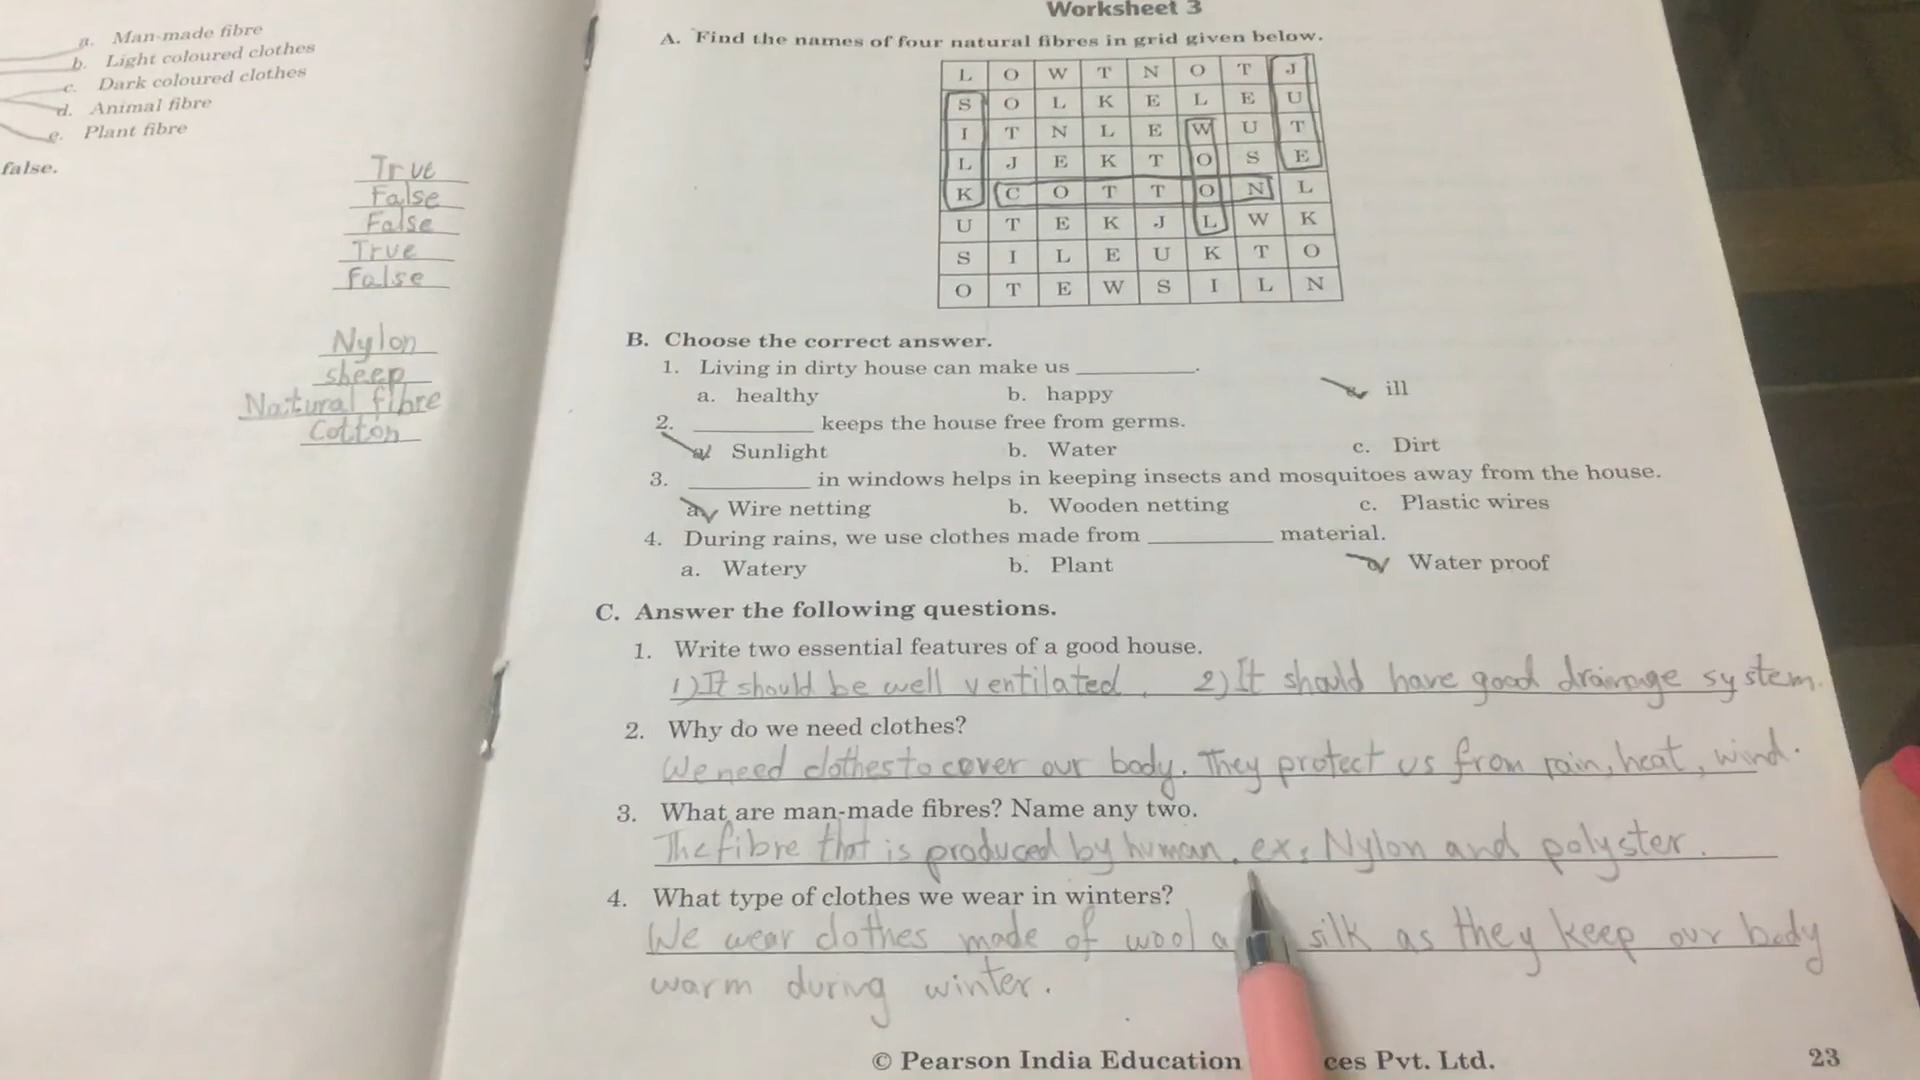 a. Man-made fibre
b. Light coloured clothes
c. Dark coloured clothes
d. Animal fibre
e. Plant fibre
false.
True
False
False
True
False
Nylon
sheep
Natural fibre
Cotton
Worksheet 3
A. Find the names of four natural fibres in grid given below.
L O W T N O T J
S O L K E L E U
I T N L E W U T
L J E K T O S E
K C O T T O N L
U T E K J L W K
S I L E U K T O
O T E W S I L N
B. Choose the correct answer.
1. Living in dirty house can make us __________.
a. healthy b. happy ill
2. __________ keeps the house free from germs.
a. Sunlight b. Water c. Dirt
3. __________ in windows helps in keeping insects and mosquitoes away from the house.
a. Wire netting b. Wooden netting c. Plastic wires
4. During rains, we use clothes made from __________ material.
a. Watery b. Plant Water proof
C. Answer the following questions.
1. Write two essential features of a good house.
1) It should be well ventilated. 2) It should have good drainage system.
2. Why do we need clothes?
We need clothes to cover our body. They protect us from rain, heat, wind.
3. What are man-made fibres? Name any two.
The fibre that is produced by human. ex: Nylon and polyster.
4. What type of clothes we wear in winters?
We wear clothes made of wool a silk as they keep our body
warm during winter.
© Pearson India Education ces Pvt. Ltd.
23